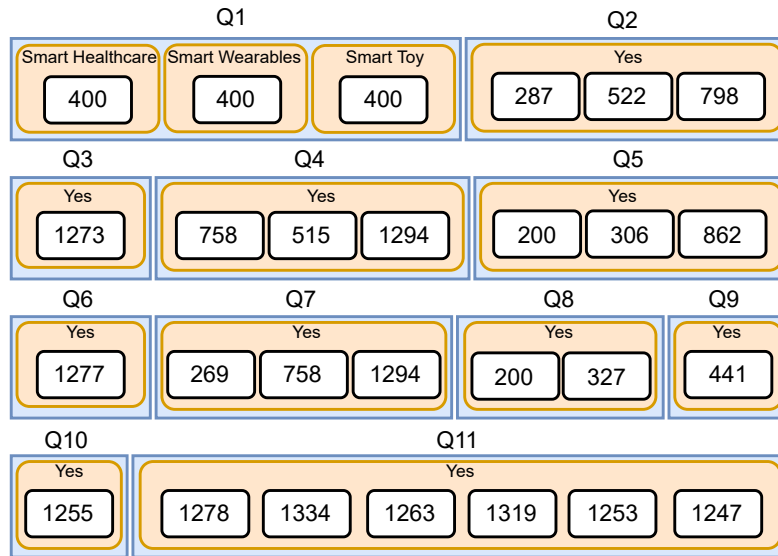 Q1 Q2
Smart Healthcare Smart Wearables Smart Toy Yes
400 400 400 287 522 798
Q3 Q4 Q5
Yes Yes Yes
1273 758 515 1294 200 306 862
Q6 Q7 Q8 Q9
Yes Yes Yes Yes
1277 269 758 1294 200 327 441
Q10 Q11
Yes Yes
1255 1278 1334 1263 1319 1253 1247